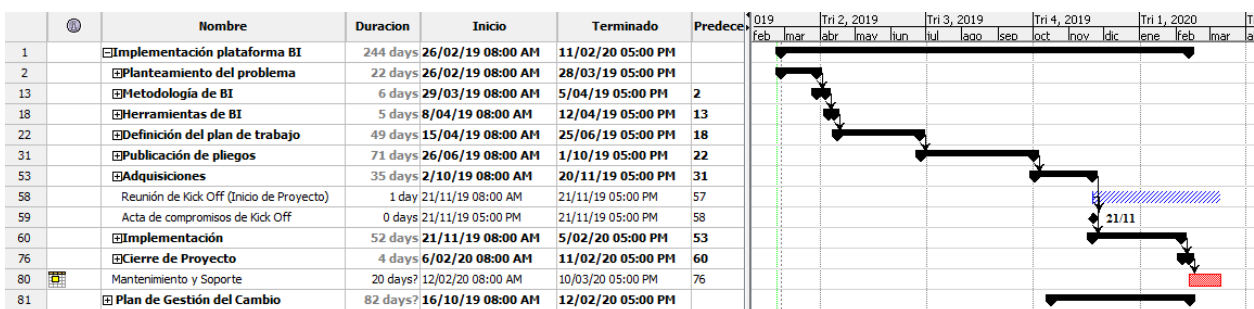 Nombre Duracion Inicio Terminado Predece 019 Tri 2, 2019 Tri 3, 2019 Tri 4, 2019 Tri 1, 2020
feb mar abr may jun jul ago sep oct nov dic ene feb mar
1 Implementación plataforma BI 244 days 26/02/19 08:00 AM 11/02/20 05:00 PM
2 Planteamiento del problema 22 days 26/02/19 08:00 AM 28/03/19 05:00 PM
13 Metodología de BI 6 days 29/03/19 08:00 AM 5/04/19 05:00 PM 2
18 Herramientas de BI 5 days 8/04/19 08:00 AM 12/04/19 05:00 PM 13
22 Definición del plan de trabajo 49 days 15/04/19 08:00 AM 25/06/19 05:00 PM 18
31 Publicación de pliegos 71 days 26/06/19 08:00 AM 1/10/19 05:00 PM 22
53 Adquisiciones 35 days 2/10/19 08:00 AM 20/11/19 05:00 PM 31
58 Reunión de Kick Off (Inicio de Proyecto) 1 day 21/11/19 08:00 AM 21/11/19 05:00 PM 57
59 Acta de compromisos de Kick Off 0 days 21/11/19 05:00 PM 21/11/19 05:00 PM 58 21/11
60 Implementación 52 days 21/11/19 08:00 AM 5/02/20 05:00 PM 53
76 Cierre de Proyecto 4 days 6/02/20 08:00 AM 11/02/20 05:00 PM 60
80 Mantenimiento y Soporte 20 days? 12/02/20 08:00 AM 10/03/20 05:00 PM 76
81 Plan de Gestión del Cambio 82 days? 16/10/19 08:00 AM 12/02/20 05:00 PM